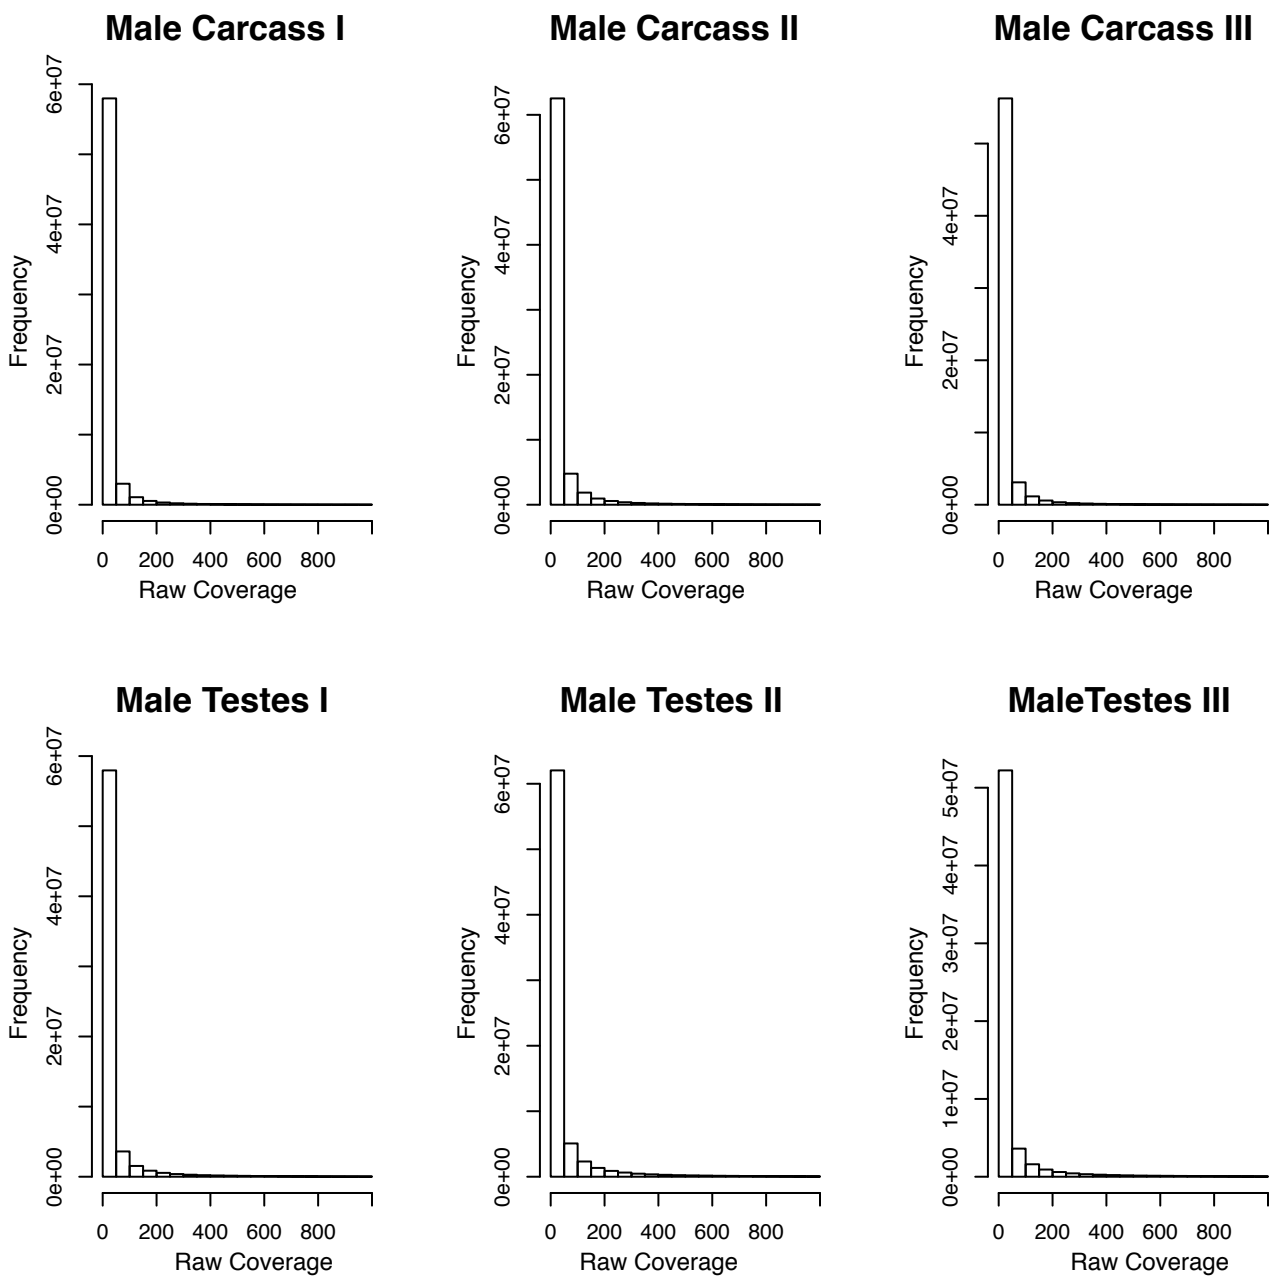 Male Carcass I
Male Carcass II
Male Carcass III
Frequency
0e+00 2e+07 4e+07 6e+07
0 200 400 600 800
Raw Coverage
Frequency
0e+00 2e+07 4e+07 6e+07
0 200 400 600 800
Raw Coverage
Frequency
0e+00 2e+07 4e+07
0 200 400 600 800
Raw Coverage
Male Testes I
Male Testes II
MaleTestes III
Frequency
0e+00 2e+07 4e+07 6e+07
0 200 400 600 800
Raw Coverage
Frequency
0e+00 2e+07 4e+07 6e+07
0 200 400 600 800
Raw Coverage
Frequency
0e+00 1e+07 2e+07 3e+07 4e+07 5e+07
0 200 400 600 800
Raw Coverage